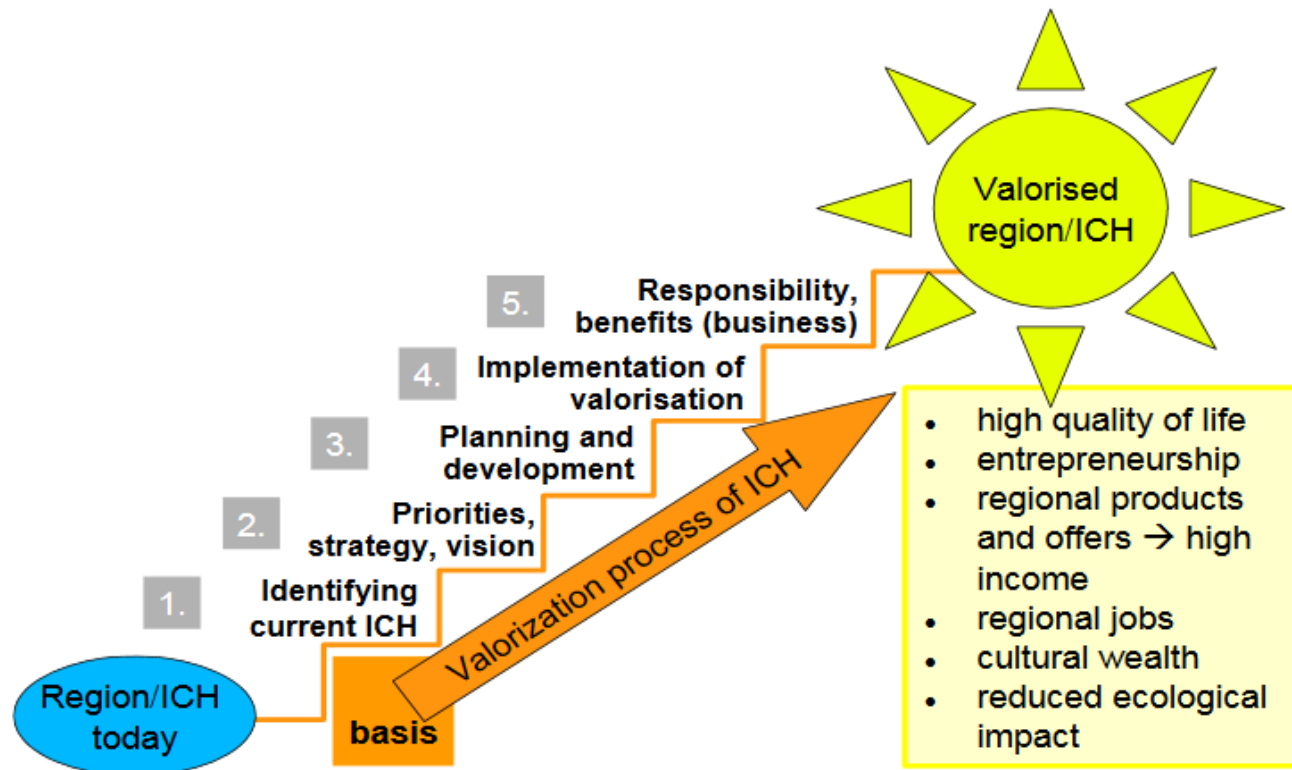 Valorised
region/ICH
5.
Responsibility,
benefits (business)
4.
Implementation of
valorisation
3.
Planning and
development
2.
Priorities,
strategy, vision
1.
Identifying
current ICH
Region/ICH
today
basis
Valorization process of ICH
• high quality of life
• entrepreneurship
• regional products
and offers → high
income
• regional jobs
• cultural wealth
• reduced ecological
impact